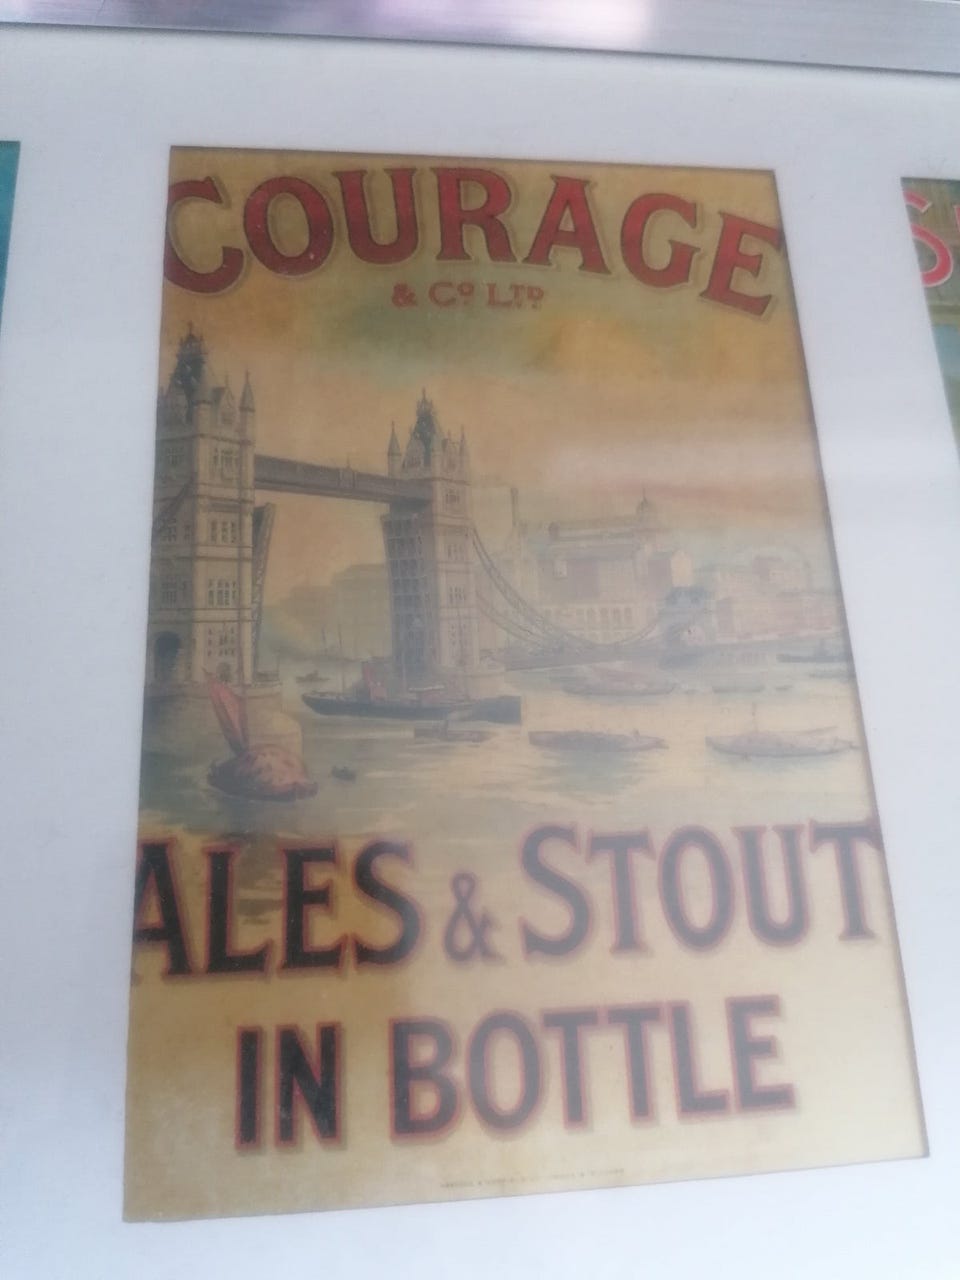 COURAGE
& Co LTD
ALES & STOUT
IN BOTTLE